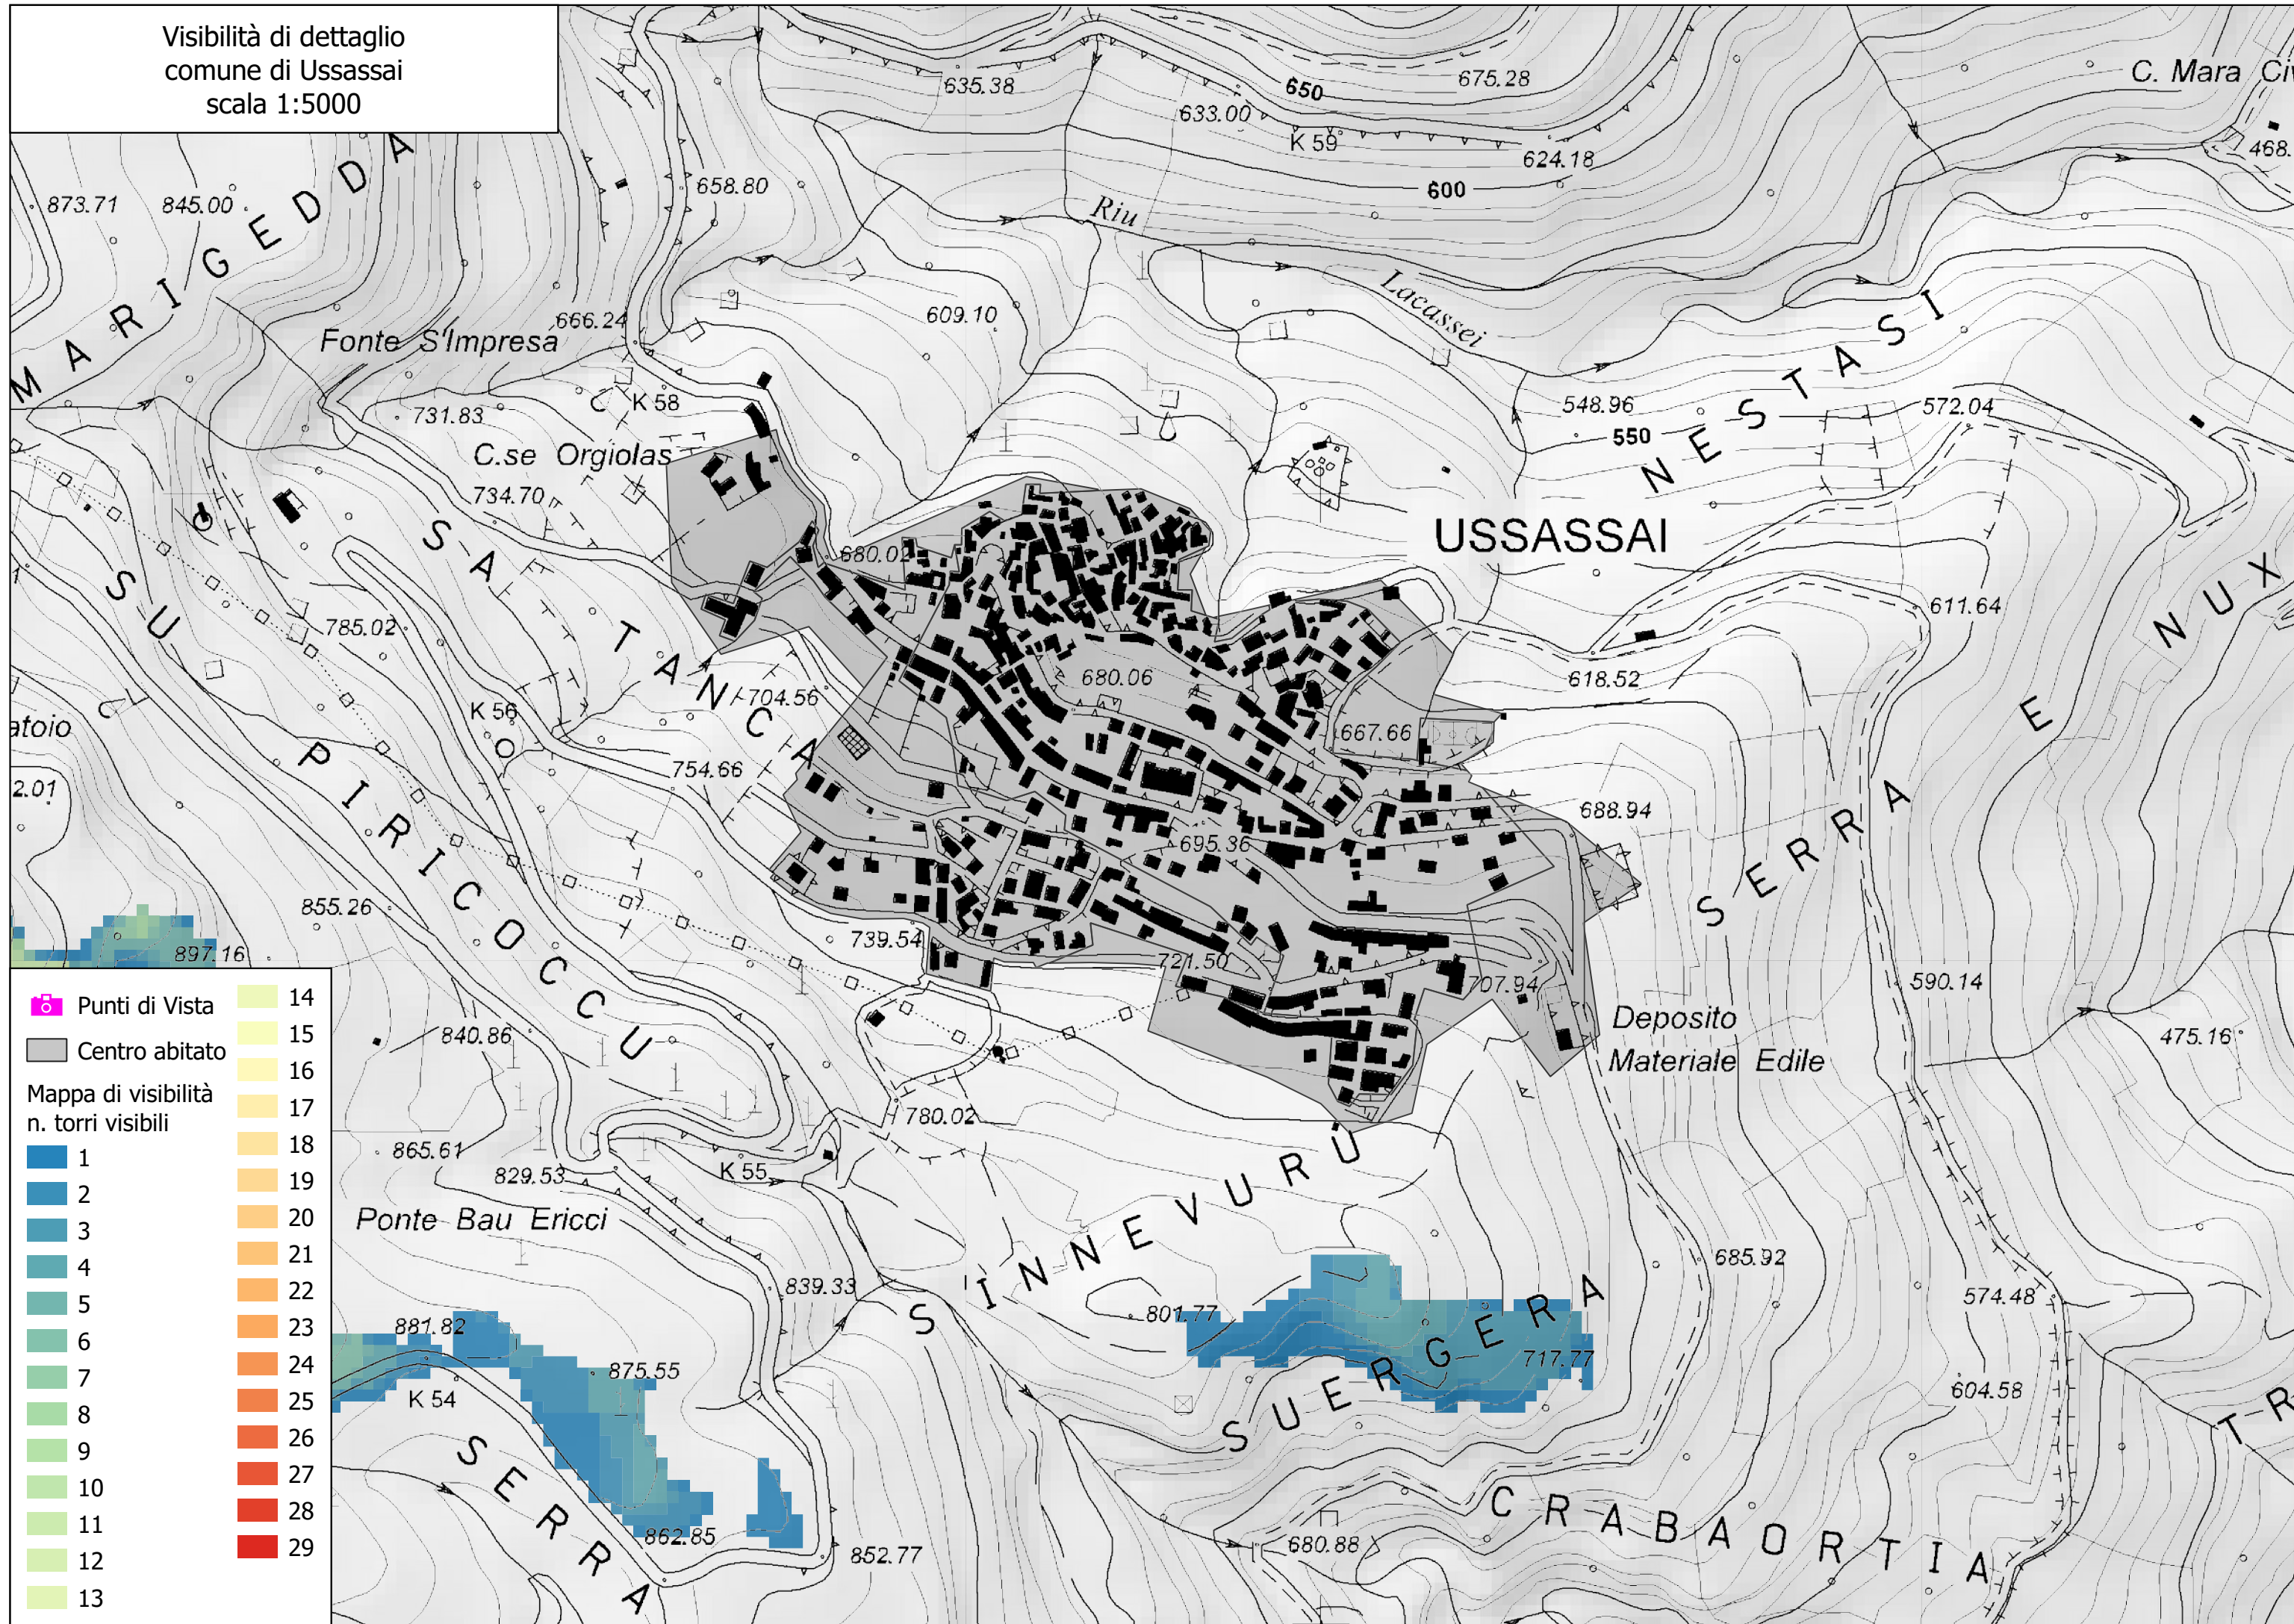 Visibilità di dettaglio
comune di Ussassai
scala 1:5000
635.38
650
675.28
C. Mara
633.00
K 59
624.18
468.
658.80
600
873.71
845.00
MARIGEDDA
Riu
Lacassei
666.24
Fonte S'Impresa
609.10
731.83
K 58
548.96
572.04
550
NESTASI
C.se Orgiolas
734.70
USSASSAI
680.02
SA TANCA
785.02
611.64
680.06
618.52
704.56
K 56
667.66
atoio
754.66
2.01
688.94
SU PIRICOCCU
695.36
SERRA E NUX
855.26
739.54
897.16
721.50
707.94
590.14
Deposito
Materiale Edile
475.16
840.86
780.02
865.61
829.53
K 55
Ponte Bau Ericci
685.92
839.33
574.48
SINNEVURU
801.77
881.82
875.55
717.77
K 54
604.58
SUERGERA
TR
SERRA
862.85
852.77
680.88
CRABAORTIA
Punti di Vista
Centro abitato
Mappa di visibilità
n. torri visibili
1
2
3
4
5
6
7
8
9
10
11
12
13
14
15
16
17
18
19
20
21
22
23
24
25
26
27
28
29